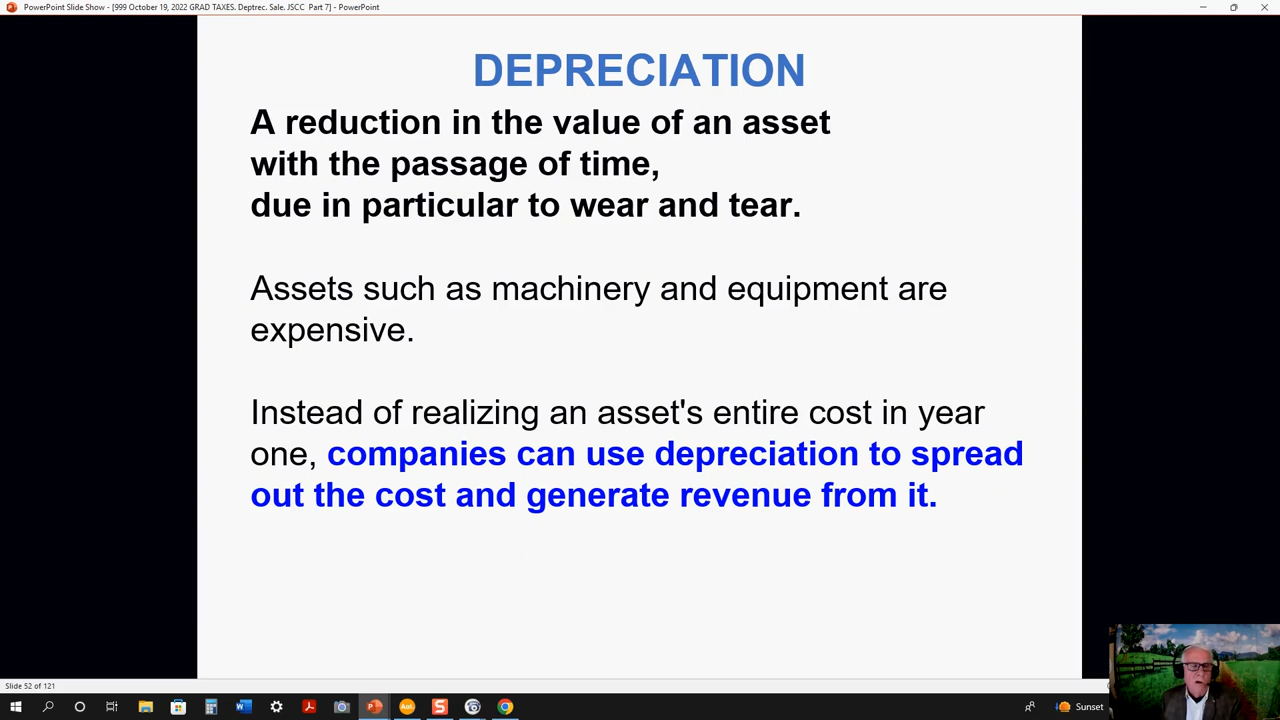 PowerPoint Slide Show - [999 October 19, 2022 GRAD TAXES. Deptrec. Sale. JSCC  Part 7] - PowerPoint
DEPRECIATION
A reduction in the value of an asset
with the passage of time,
due in particular to wear and tear.
Assets such as machinery and equipment are
expensive.
Instead of realizing an asset's entire cost in year
one, companies can use depreciation to spread
out the cost and generate revenue from it.
Slide 52 of 121
Sunset